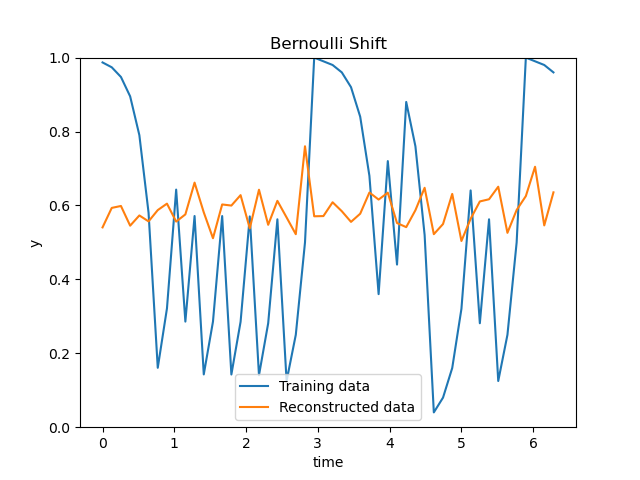 Bernoulli Shift
1.0
0.8
0.6
0.4
0.2
0.0
y
Training data
Reconstructed data
0 1 2 3 4 5 6
time